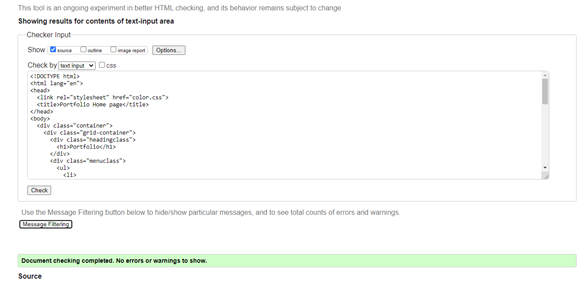 This tool is an ongoing experiment in better HTML checking, and its behavior remains subject to change
Showing results for contents of text-input area
Checker Input
Show source outline image report Options...
Check by text input css
<!DOCTYPE html>
<html lang="en">
<head>
<link rel="stylesheet" href="color.css">
<title>Portfolio Home page</title>
</head>
<body>
<div class="container">
<div class="grid-container">
<div class="headingclass">
<h1>Portfolio</h1>
</div>
<div class="menuclass">
<ul>
<li>
Check
Use the Message Filtering button below to hide/show particular messages, and to see total counts of errors and warnings.
Message Filtering
Document checking completed. No errors or warnings to show.
Source